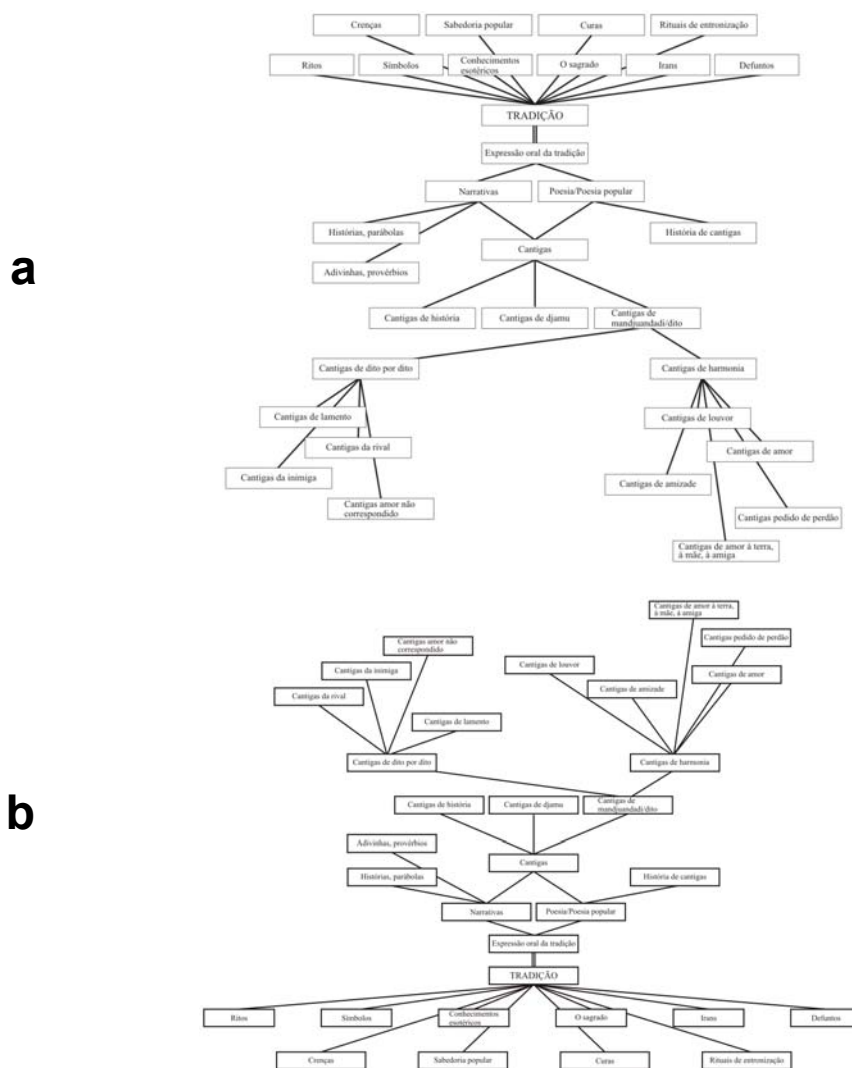 a
Crenças
Sabedoria popular
Curas
Rituais de entronização
Ritos
Símbolos
Conhecimentos
esotéricos
O sagrado
Irans
Defuntos
TRADIÇÃO
Expressão oral da tradição
Narrativas
Poesia/Poesia popular
Histórias, parábolas
História de cantigas
Cantigas
Adivinhas, provérbios
Cantigas de história
Cantigas de djamu
Cantigas de
mandjuandadi/dito
Cantigas de dito por dito
Cantigas de harmonia
Cantigas de lamento
Cantigas de louvor
Cantigas da rival
Cantigas de amor
Cantigas da inimiga
Cantigas de amizade
Cantigas amor não
correspondido
Cantigas pedido de perdão
Cantigas de amor à terra,
à mãe, à amiga
b
Cantigas de amor à terra,
à mãe, à amiga
Cantigas amor não
correspondido
Cantigas pedido de perdão
Cantigas da inimiga
Cantigas de louvor
Cantigas de amor
Cantigas da rival
Cantigas de amizade
Cantigas de lamento
Cantigas de dito por dito
Cantigas de harmonia
Cantigas de história
Cantigas de djamu
Cantigas de
mandjuandadi/dito
Adivinhas, provérbios
Cantigas
Histórias, parábolas
História de cantigas
Narrativas
Poesia/Poesia popular
Expressão oral da tradição
TRADIÇÃO
Ritos
Símbolos
Conhecimentos
esotéricos
O sagrado
Irans
Defuntos
Crenças
Sabedoria popular
Curas
Rituais de entronização